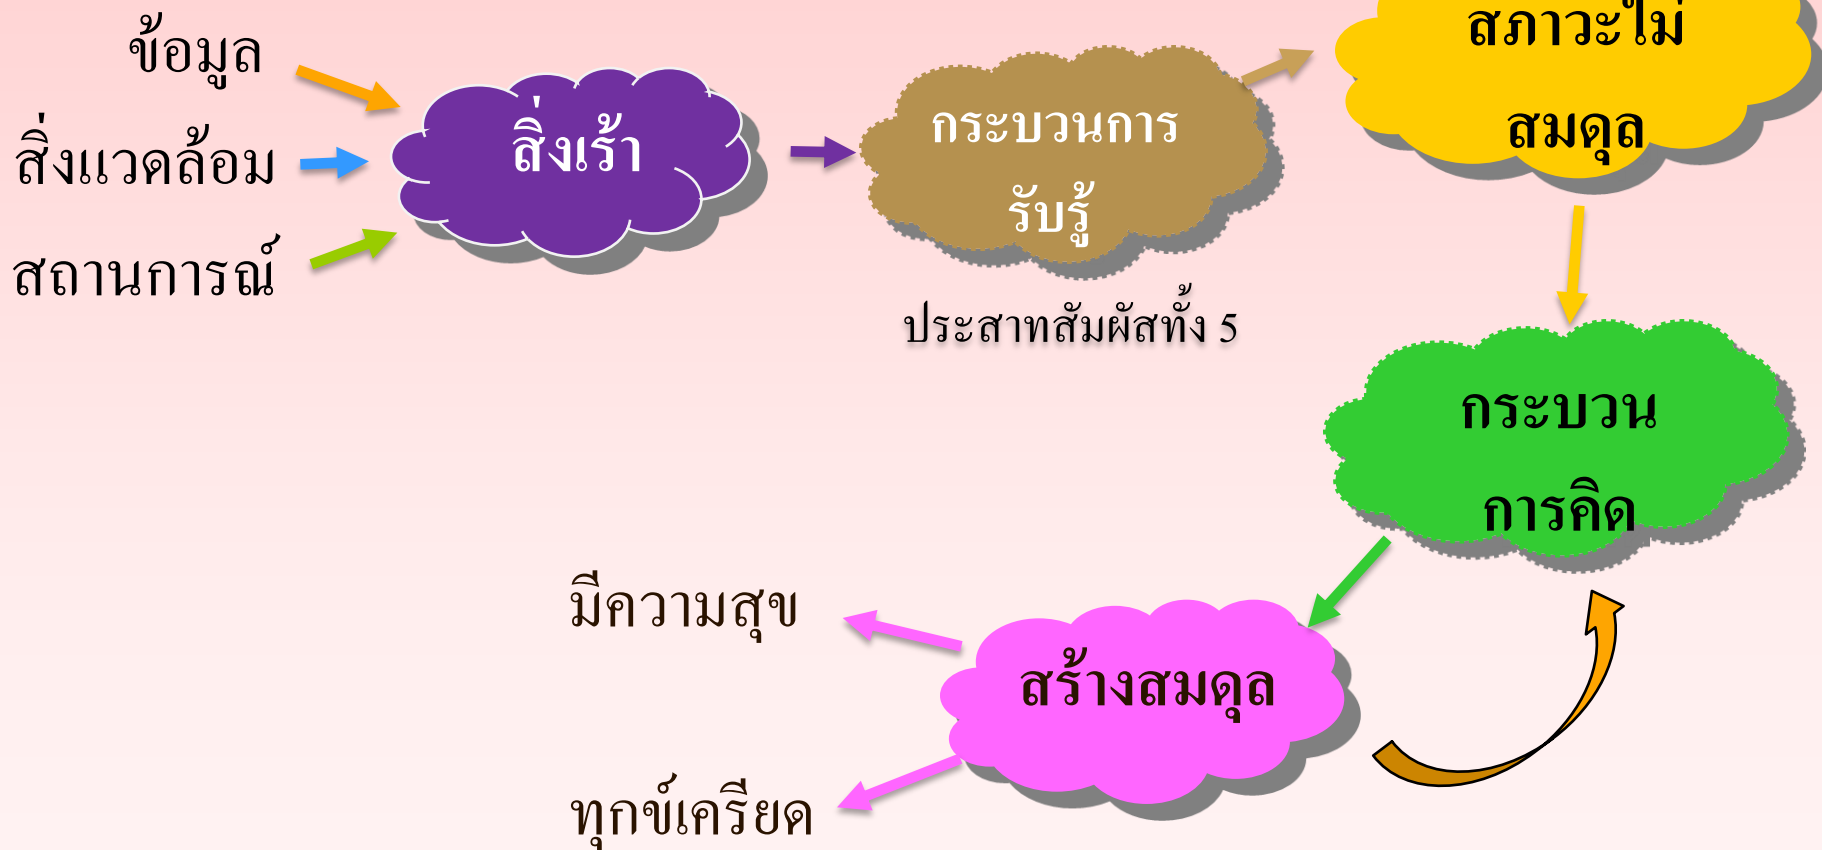 ข้อมูล
สิ่งแวดล้อม
สถานการณ์
สิ่งเร้า
กระบวนการ
รับรู้
ประสาทสัมผัสทั้ง 5
สภาวะไม่
สมดุล
กระบวน
การคิด
สร้างสมดุล
มีความสุข
ทุกข์เครียด